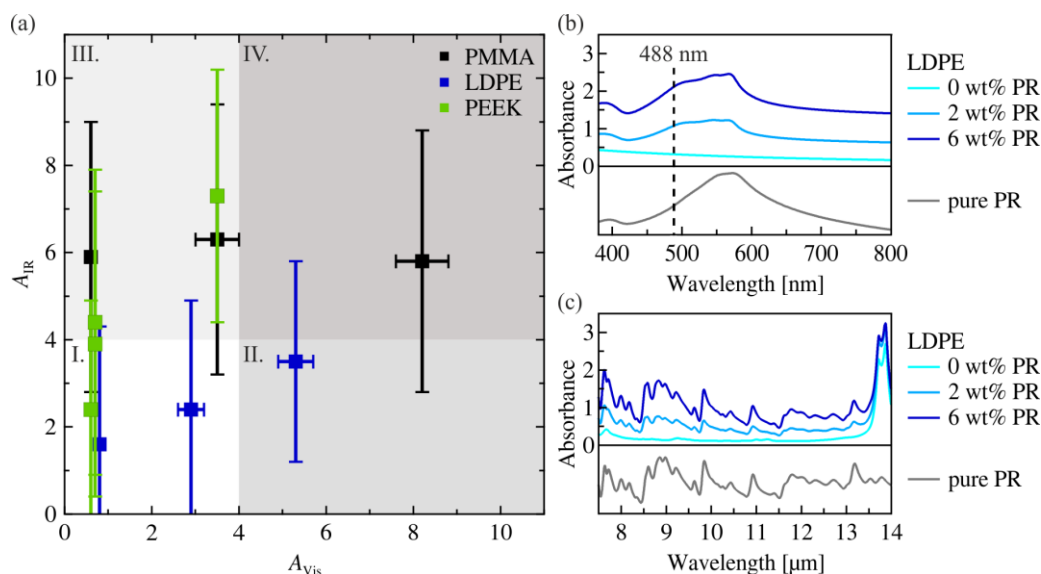 (a)
III.
IV.
PMMA
LDPE
PEEK
I.
II.
10
8
6
4
2
0
A_IR
0 2 4 6 8 10
A_Vis
(b)
488 nm
2
1
0
Absorbance
400 500 600 700 800
Wavelength [nm]
LDPE
0 wt% PR
2 wt% PR
6 wt% PR
pure PR
(c)
3
2
1
0
Absorbance
8 9 10 11 12 13 14
Wavelength [µm]
LDPE
0 wt% PR
2 wt% PR
6 wt% PR
pure PR